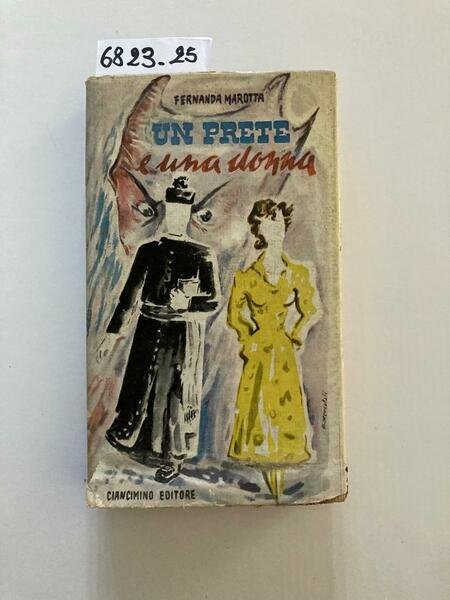 6823-25
FERNANDA MAROTTA
UN PRETE
e una donna
CIANCIMINO EDITORE